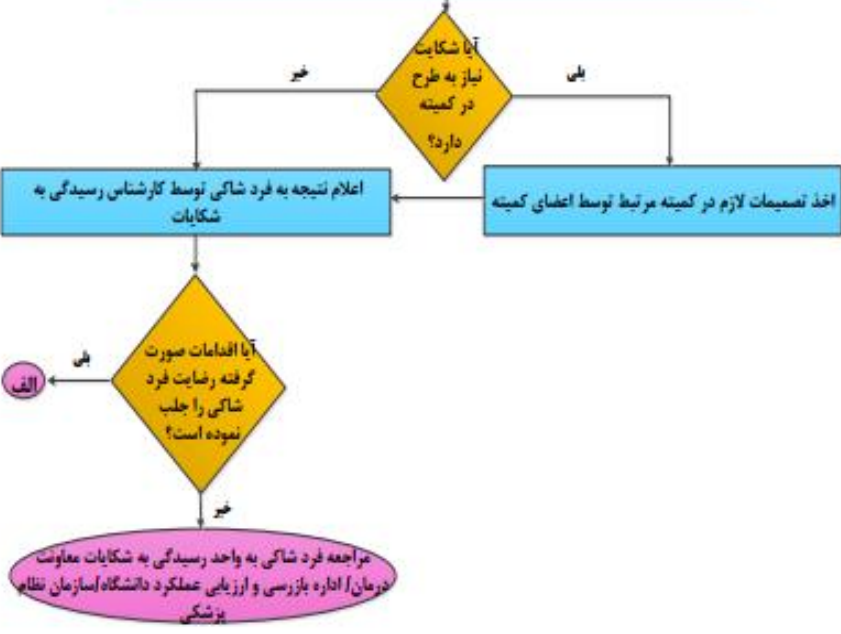 آیا شکایت
نیاز به طرح
در کمیته
دارد؟
بلی
خیر
اخذ تصمیمات لازم در کمیته مرتبط توسط اعضای کمیته
اعلام نتیجه به فرد شاکی توسط کارشناس رسیدگی به
شکایات
آیا اقدامات صورت
گرفته رضایت فرد
شاکی را جلب
نموده است؟
بلی
الف
خیر
مراجعه فرد شاکی به واحد رسیدگی به شکایات معاونت
درمان/ اداره بازرسی و ارزیابی عملکرد دانشگاه/سازمان نظام
پزشکی